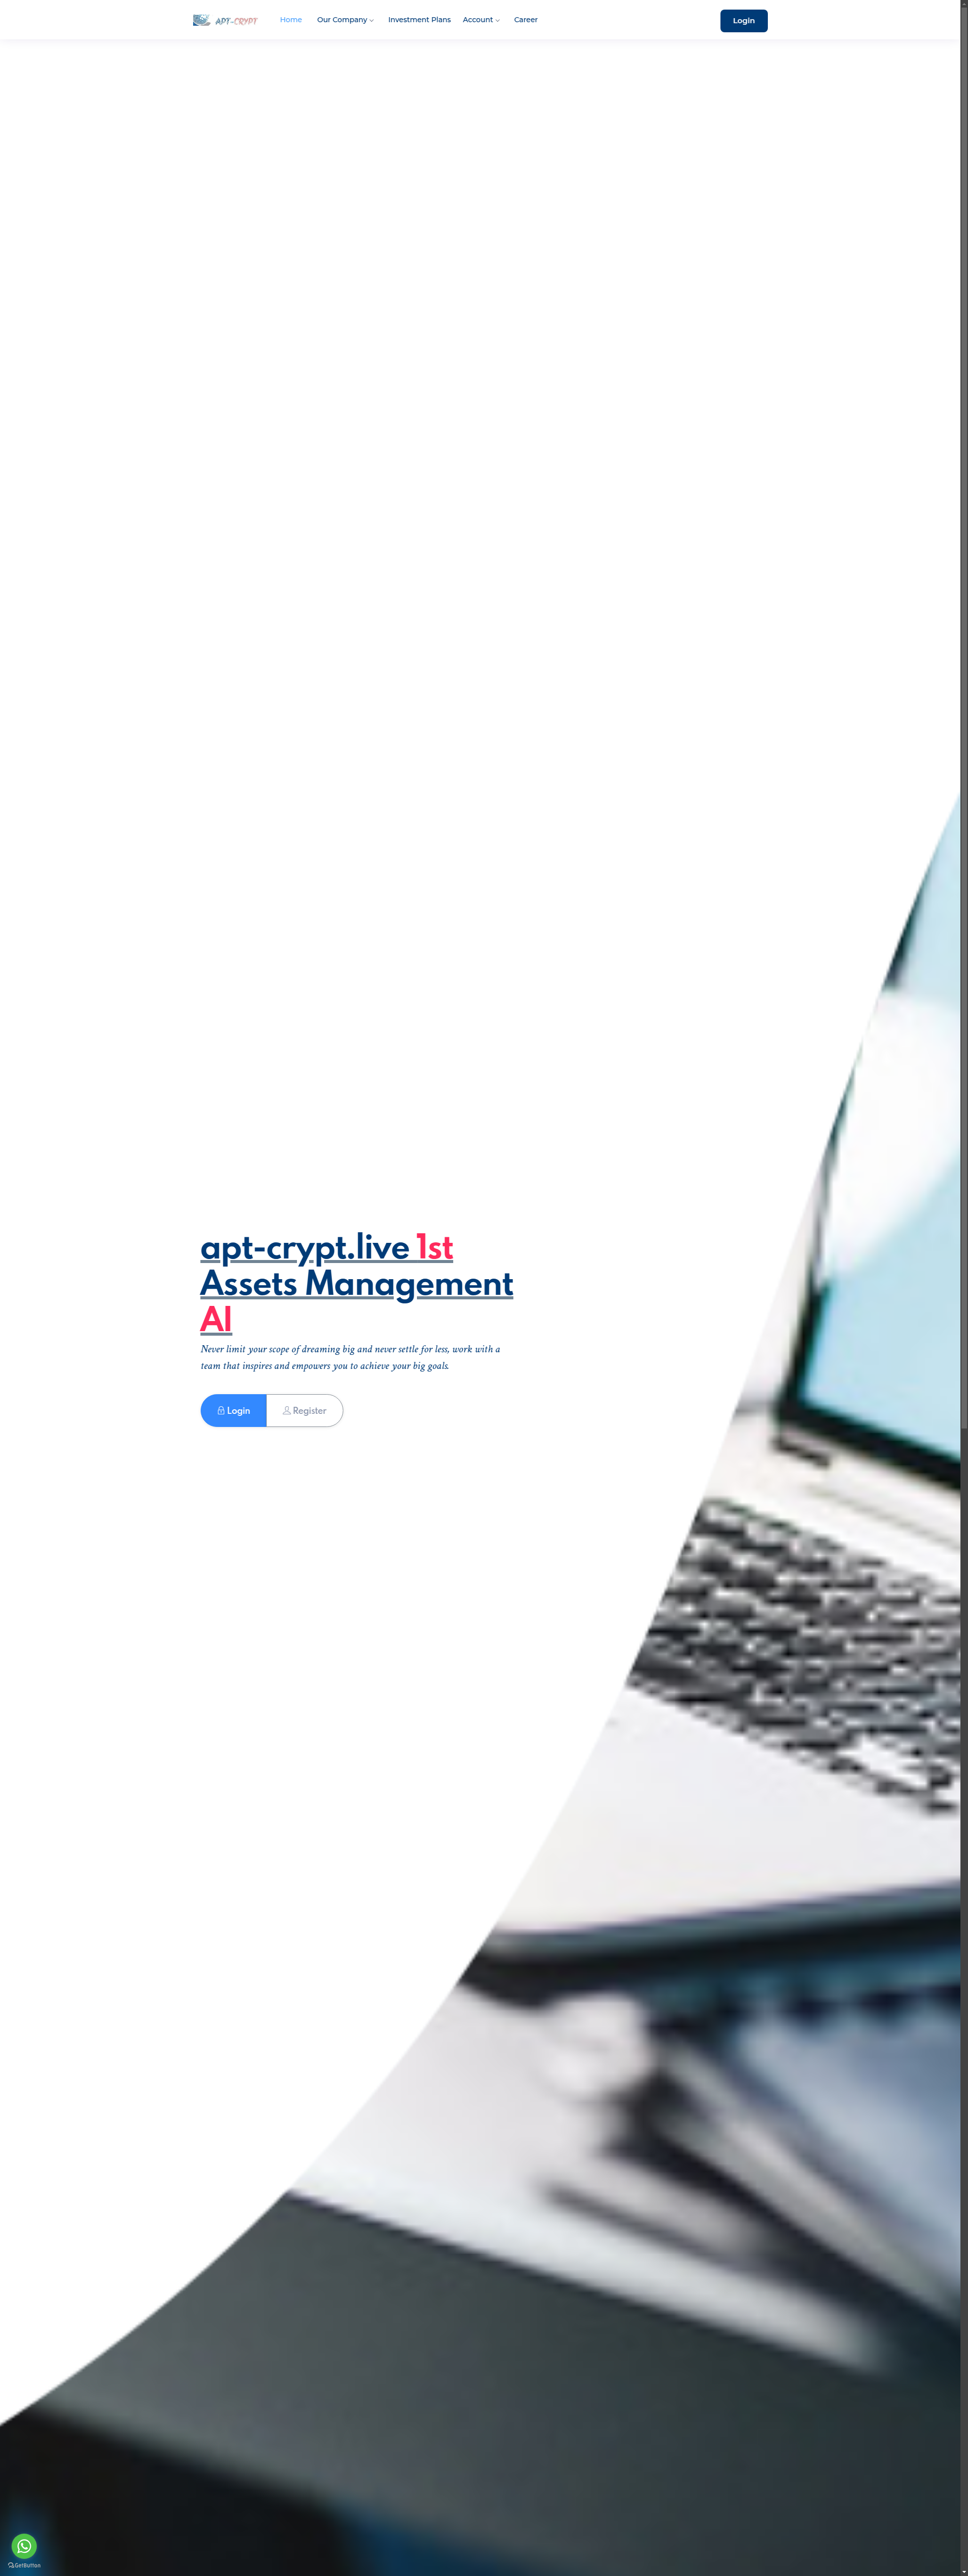 APT-CRYPT
Home Our Company Investment Plans Account Career Login
apt-crypt.live 1st
Assets Management
AI
Never limit your scope of dreaming big and never settle for less, work with a
team that inspires and empowers you to achieve your big goals.
Login Register
GetButton